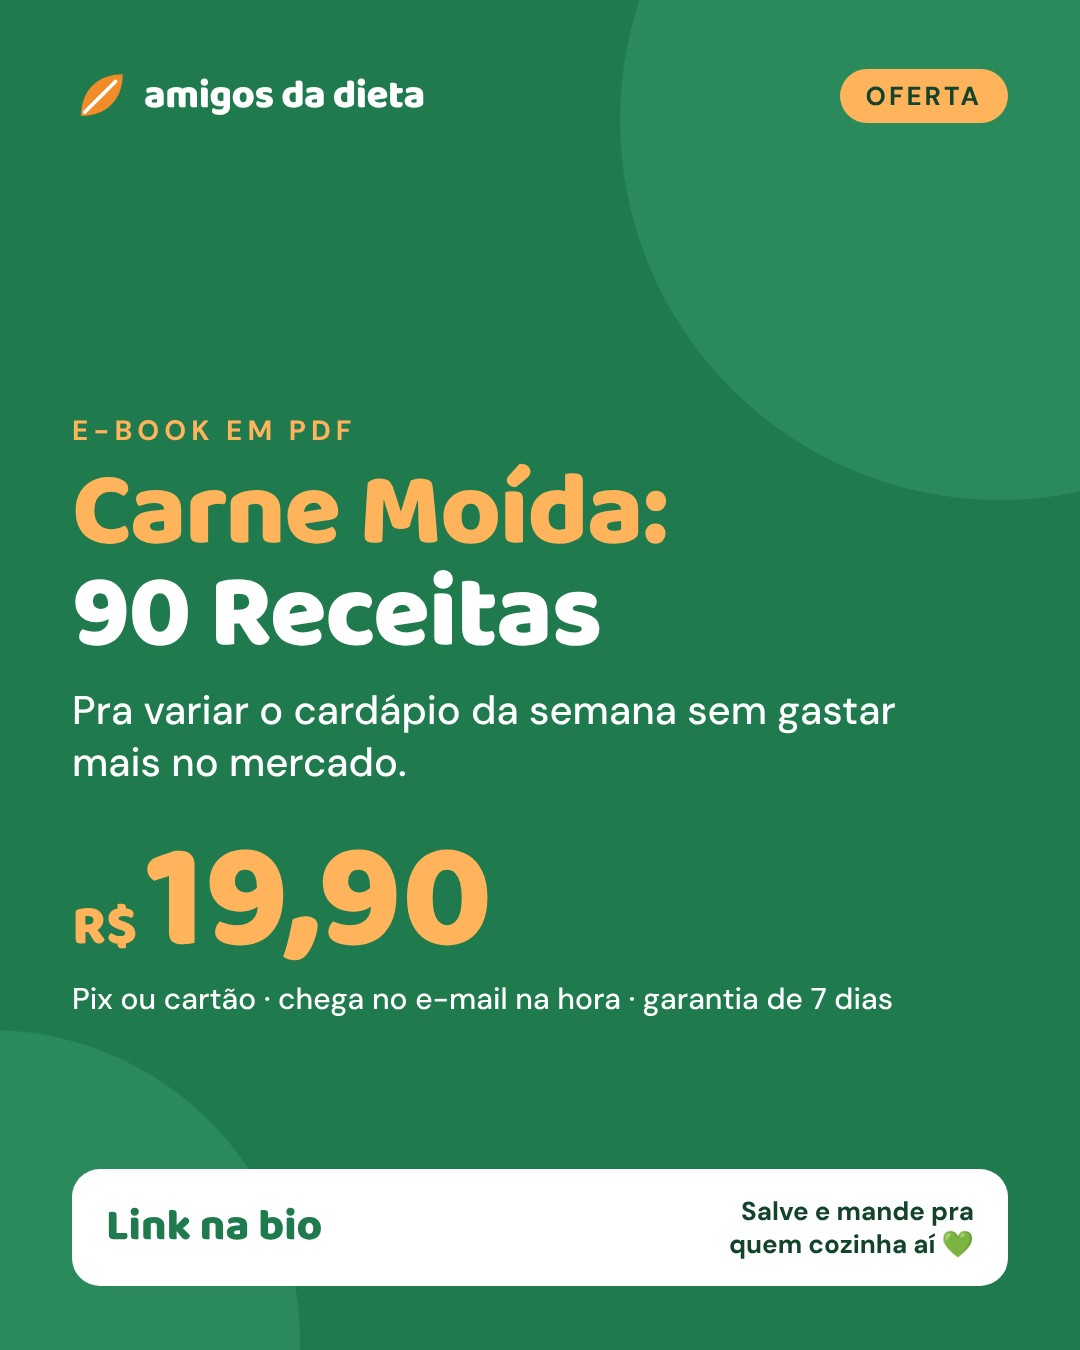 amigos da dieta
OFERTA
E-BOOK EM PDF
Carne Moída:
90 Receitas
Pra variar o cardápio da semana sem gastar
mais no mercado.
R$ 19,90
Pix ou cartão · chega no e-mail na hora · garantia de 7 dias
Link na bio
Salve e mande pra
quem cozinha aí 💚